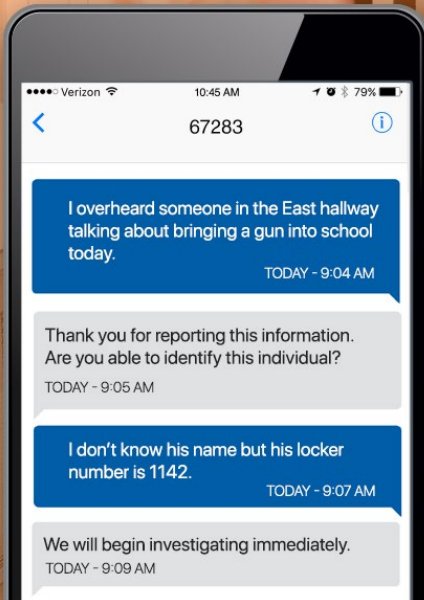 Verizon 10:45 AM 79%
67283
I overheard someone in the East hallway
talking about bringing a gun into school
today.
TODAY - 9:04 AM
Thank you for reporting this information.
Are you able to identify this individual?
TODAY - 9:05 AM
I don't know his name but his locker
number is 1142.
TODAY - 9:07 AM
We will begin investigating immediately.
TODAY - 9:09 AM